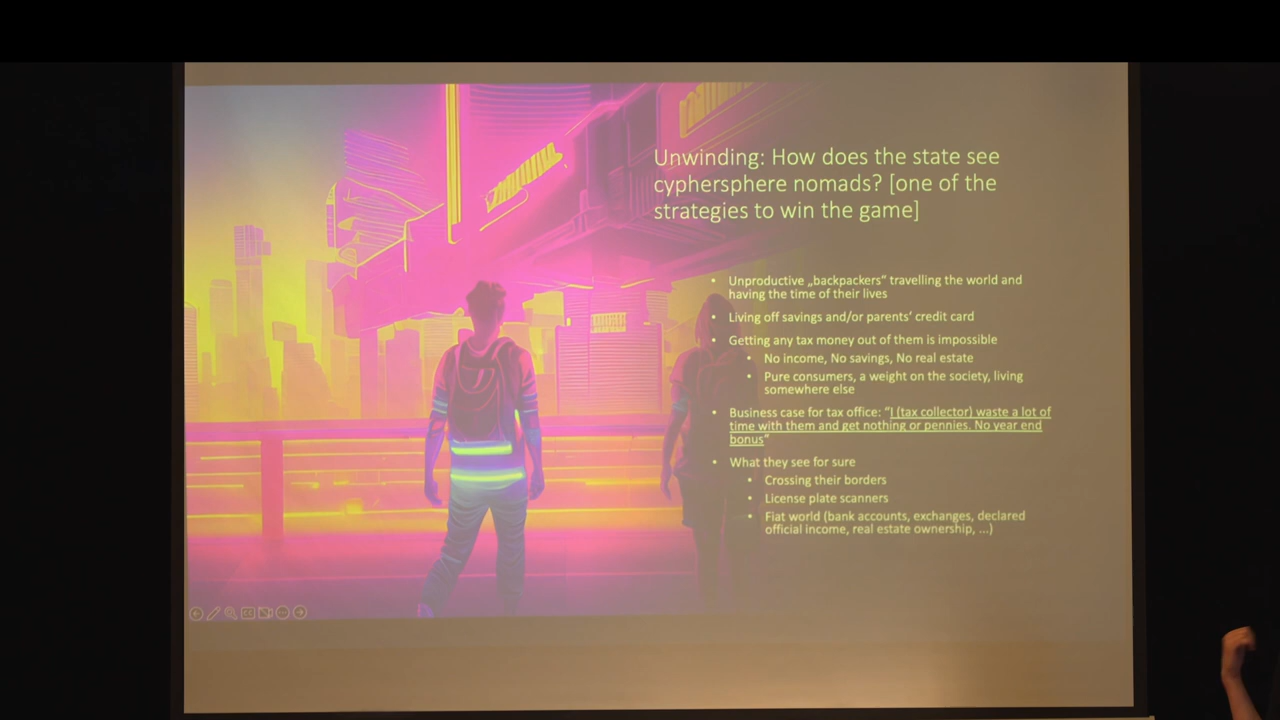 Unwinding: How does the state see
cyphersphere nomads? [one of the
strategies to win the game]
• Unproductive „backpackers“ travelling the world and
having the time of their lives
• Living off savings and/or parents' credit card
• Getting any tax money out of them is impossible
• No income, No savings, No real estate
• Pure consumers, a weight on the society, living
somewhere else
• Business case for tax office: “I (tax collector) waste a lot of
time with them and get nothing or pennies. No year end
bonus”
• What they see for sure
• Crossing their borders
• License plate scanners
• Fiat world (bank accounts, exchanges, declared
official income, real estate ownership, ...)